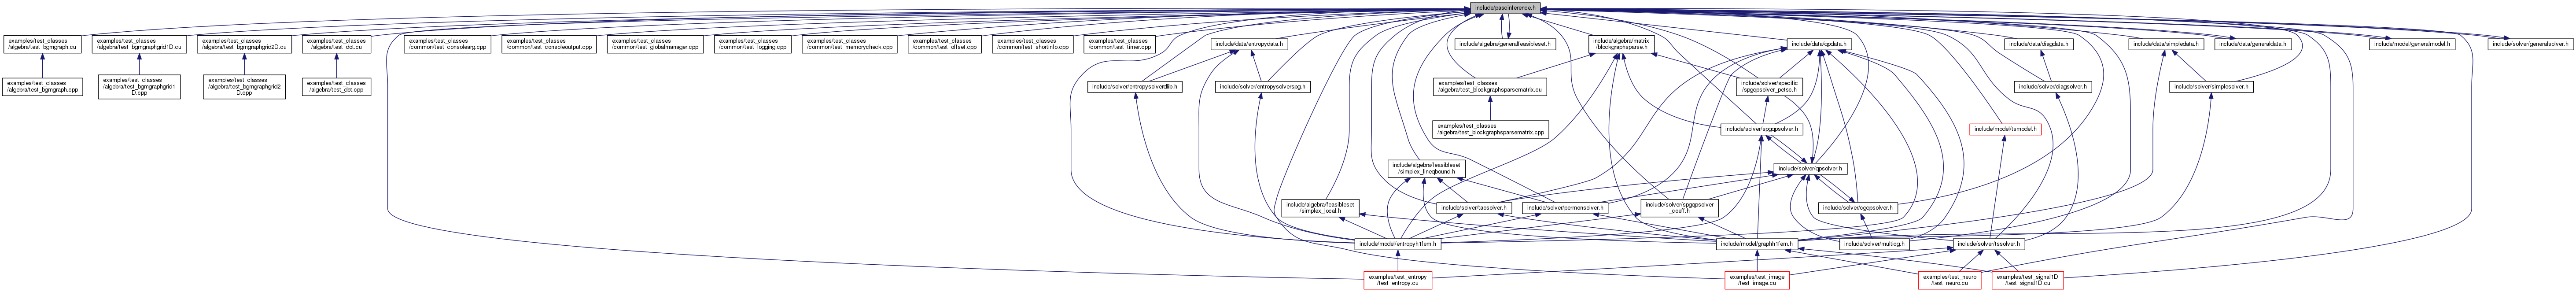 include/pascinference.h
examples/test_classes
/algebra/test_bgmgraph.cu
examples/test_classes
/algebra/test_bgmgraphgrid1D.cu
examples/test_classes
/algebra/test_bgmgraphgrid2D.cu
examples/test_classes
/algebra/test_dot.cu
examples/test_classes
/common/test_consolearg.cpp
examples/test_classes
/common/test_consoleoutput.cpp
examples/test_classes
/common/test_globalmanager.cpp
examples/test_classes
/common/test_logging.cpp
examples/test_classes
/common/test_memorycheck.cpp
examples/test_classes
/common/test_offset.cpp
examples/test_classes
/common/test_shortinfo.cpp
examples/test_classes
/common/test_timer.cpp
include/data/entropydata.h
include/algebra/generalfeasibleset.h
include/algebra/matrix
/blockgraphsparse.h
include/data/qpdata.h
include/data/diagdata.h
include/data/simpledata.h
include/data/generaldata.h
include/model/generalmodel.h
include/solver/generalsolver.h
examples/test_classes
/algebra/test_bgmgraph.cpp
examples/test_classes
/algebra/test_bgmgraphgrid1
D.cpp
examples/test_classes
/algebra/test_bgmgraphgrid2
D.cpp
examples/test_classes
/algebra/test_dot.cpp
include/solver/entropysolverdlib.h
include/solver/entropysolverspg.h
examples/test_classes
/algebra/test_blockgraphsparsematrix.cu
include/solver/specific
/spgqpsolver_petsc.h
include/solver/diagsolver.h
include/solver/simplesolver.h
examples/test_classes
/algebra/test_blockgraphsparsematrix.cpp
include/solver/spgqpsolver.h
include/model/tsmodel.h
include/algebra/feasibleset
/simplex_lineqbound.h
include/solver/qpsolver.h
include/algebra/feasibleset
/simplex_local.h
include/solver/taosolver.h
include/solver/permonsolver.h
include/solver/spgqpsolver
_coeff.h
include/solver/cgqpsolver.h
include/model/entropyh1fem.h
include/model/graphh1fem.h
include/solver/multicg.h
include/solver/tssolver.h
examples/test_entropy
/test_entropy.cu
examples/test_image
/test_image.cu
examples/test_neuro
/test_neuro.cu
examples/test_signal1D
/test_signal1D.cu